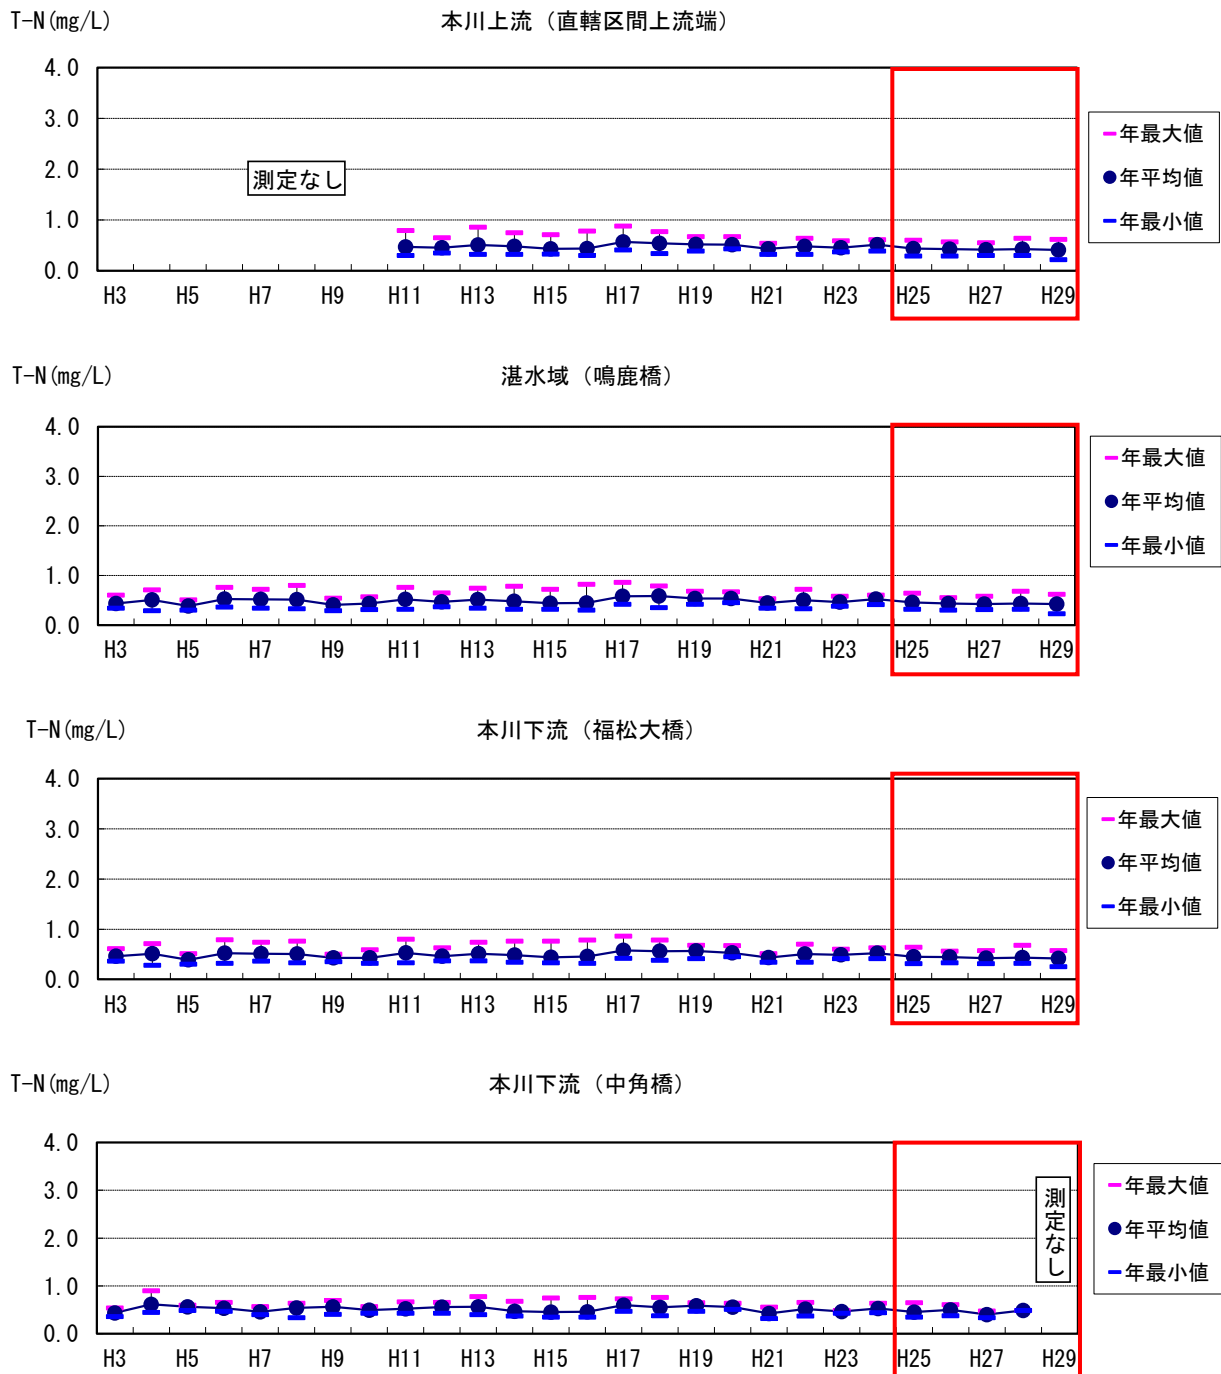 T-N(mg/L)
本川上流（直轄区間上流端）
4.0
3.0
2.0
1.0
0.0
測定なし
H3 H5 H7 H9 H11 H13 H15 H17 H19 H21 H23 H25 H27 H29
年最大値
年平均値
年最小値
T-N(mg/L)
湛水域（鳴鹿橋）
4.0
3.0
2.0
1.0
0.0
H3 H5 H7 H9 H11 H13 H15 H17 H19 H21 H23 H25 H27 H29
年最大値
年平均値
年最小値
T-N(mg/L)
本川下流（福松大橋）
4.0
3.0
2.0
1.0
0.0
H3 H5 H7 H9 H11 H13 H15 H17 H19 H21 H23 H25 H27 H29
年最大値
年平均値
年最小値
T-N(mg/L)
本川下流（中角橋）
4.0
3.0
2.0
1.0
0.0
測定なし
H3 H5 H7 H9 H11 H13 H15 H17 H19 H21 H23 H25 H27 H29
年最大値
年平均値
年最小値